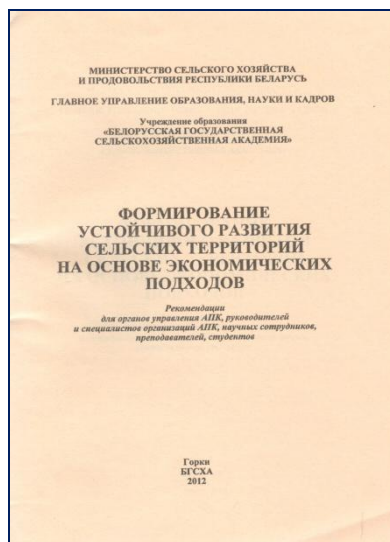 МИНИСТЕРСТВО СЕЛЬСКОГО ХОЗЯЙСТВА
И ПРОДОВОЛЬСТВИЯ РЕСПУБЛИКИ БЕЛАРУСЬ
ГЛАВНОЕ УПРАВЛЕНИЕ ОБРАЗОВАНИЯ, НАУКИ И КАДРОВ
Учреждение образования
«БЕЛОРУССКАЯ ГОСУДАРСТВЕННАЯ
СЕЛЬСКОХОЗЯЙСТВЕННАЯ АКАДЕМИЯ»
ФОРМИРОВАНИЕ
УСТОЙЧИВОГО РАЗВИТИЯ
СЕЛЬСКИХ ТЕРРИТОРИЙ
НА ОСНОВЕ ЭКОНОМИЧЕСКИХ
ПОДХОДОВ
Рекомендации
для органов управления АПК, руководителей
и специалистов организаций АПК, научных сотрудников,
преподавателей, студентов
Горки
БГСХА
2012